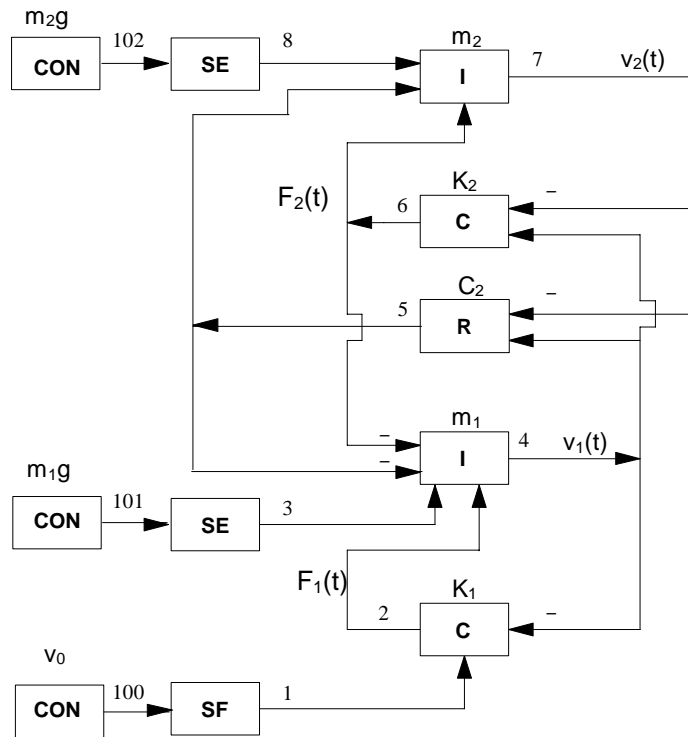 m₂g
102
8
m₂
7
v₂(t)
CON
SE
I
F₂(t)
K₂
6
–
C
C₂
5
–
R
m₁
–
4
v₁(t)
–
I
m₁g
101
3
CON
SE
F₁(t)
K₁
2
–
C
v₀
100
1
CON
SF